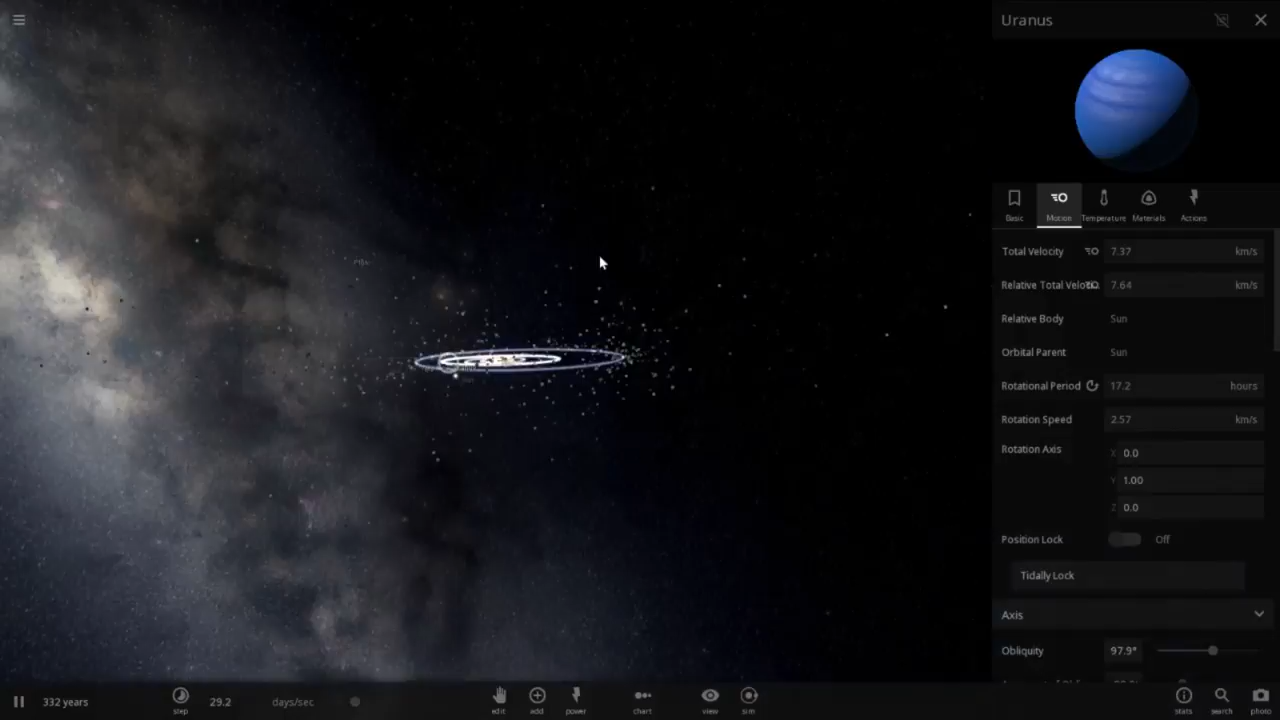 Uranus
Basic Motion Temperature Materials Actions
Total Velocity 7.37 km/s
Relative Total 7.64 km/s
Relative Body Sun
Orbital Parent Sun
Rotational Period 17.2 hours
Rotation Speed 2.57 km/s
Rotation Axis X 0.0
Y 1.00
Z 0.0
Position Lock Off
Tidally Lock
Axis
Obliquity 97.9°
332 years step 29.2 days/sec edit add power chart view sim stats search photo